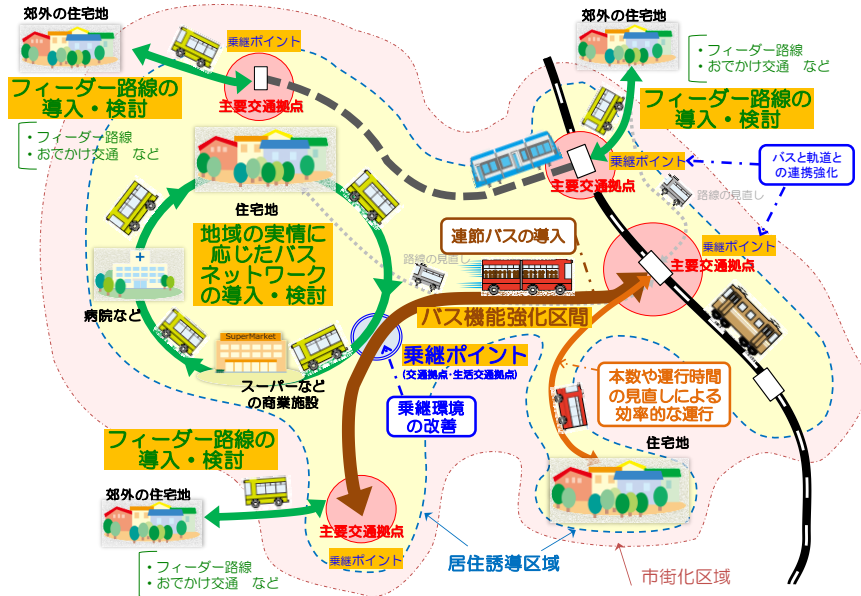 郊外の住宅地
乗継ポイント
フィーダー路線の
導入・検討
主要交通拠点
・フィーダー路線
・おでかけ交通　など
郊外の住宅地
・フィーダー路線
・おでかけ交通　など
フィーダー路線の
導入・検討
乗継ポイント
主要交通拠点
バスと軌道と
の連携強化
路線の見直し
乗継ポイント
主要交通拠点
住宅地
地域の実情に
応じたバス
ネットワーク
の導入・検討
路線の見直し
連節バスの導入
バス機能強化区間
病院など
SuperMarket
スーパーなど
の商業施設
乗継ポイント
(交通拠点・生活交通拠点)
乗継環境
の改善
本数や運行時間
の見直しによる
効率的な運行
住宅地
フィーダー路線の
導入・検討
郊外の住宅地
主要交通拠点
乗継ポイント
・フィーダー路線
・おでかけ交通　など
居住誘導区域
市街化区域